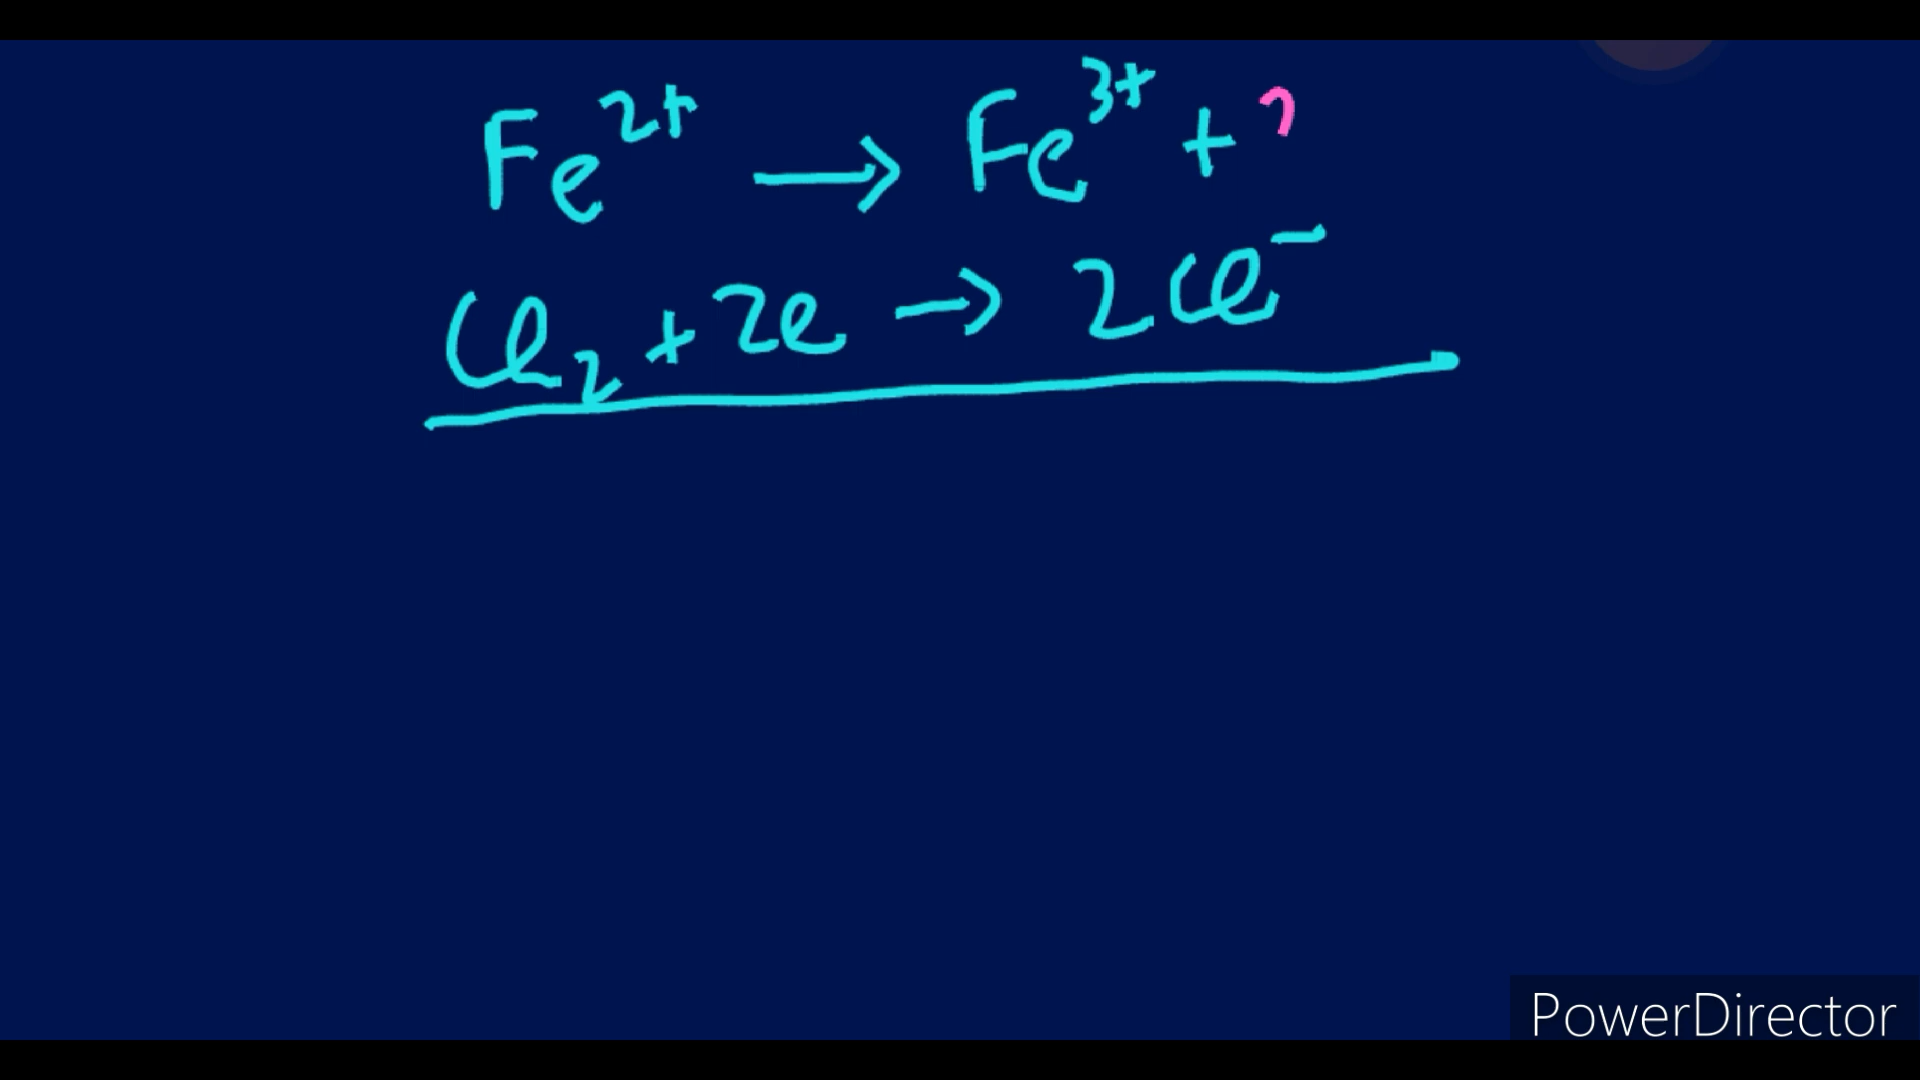 Fe²⁺ → Fe³⁺ +
Cl₂ + 2e → 2Cl⁻
PowerDirector